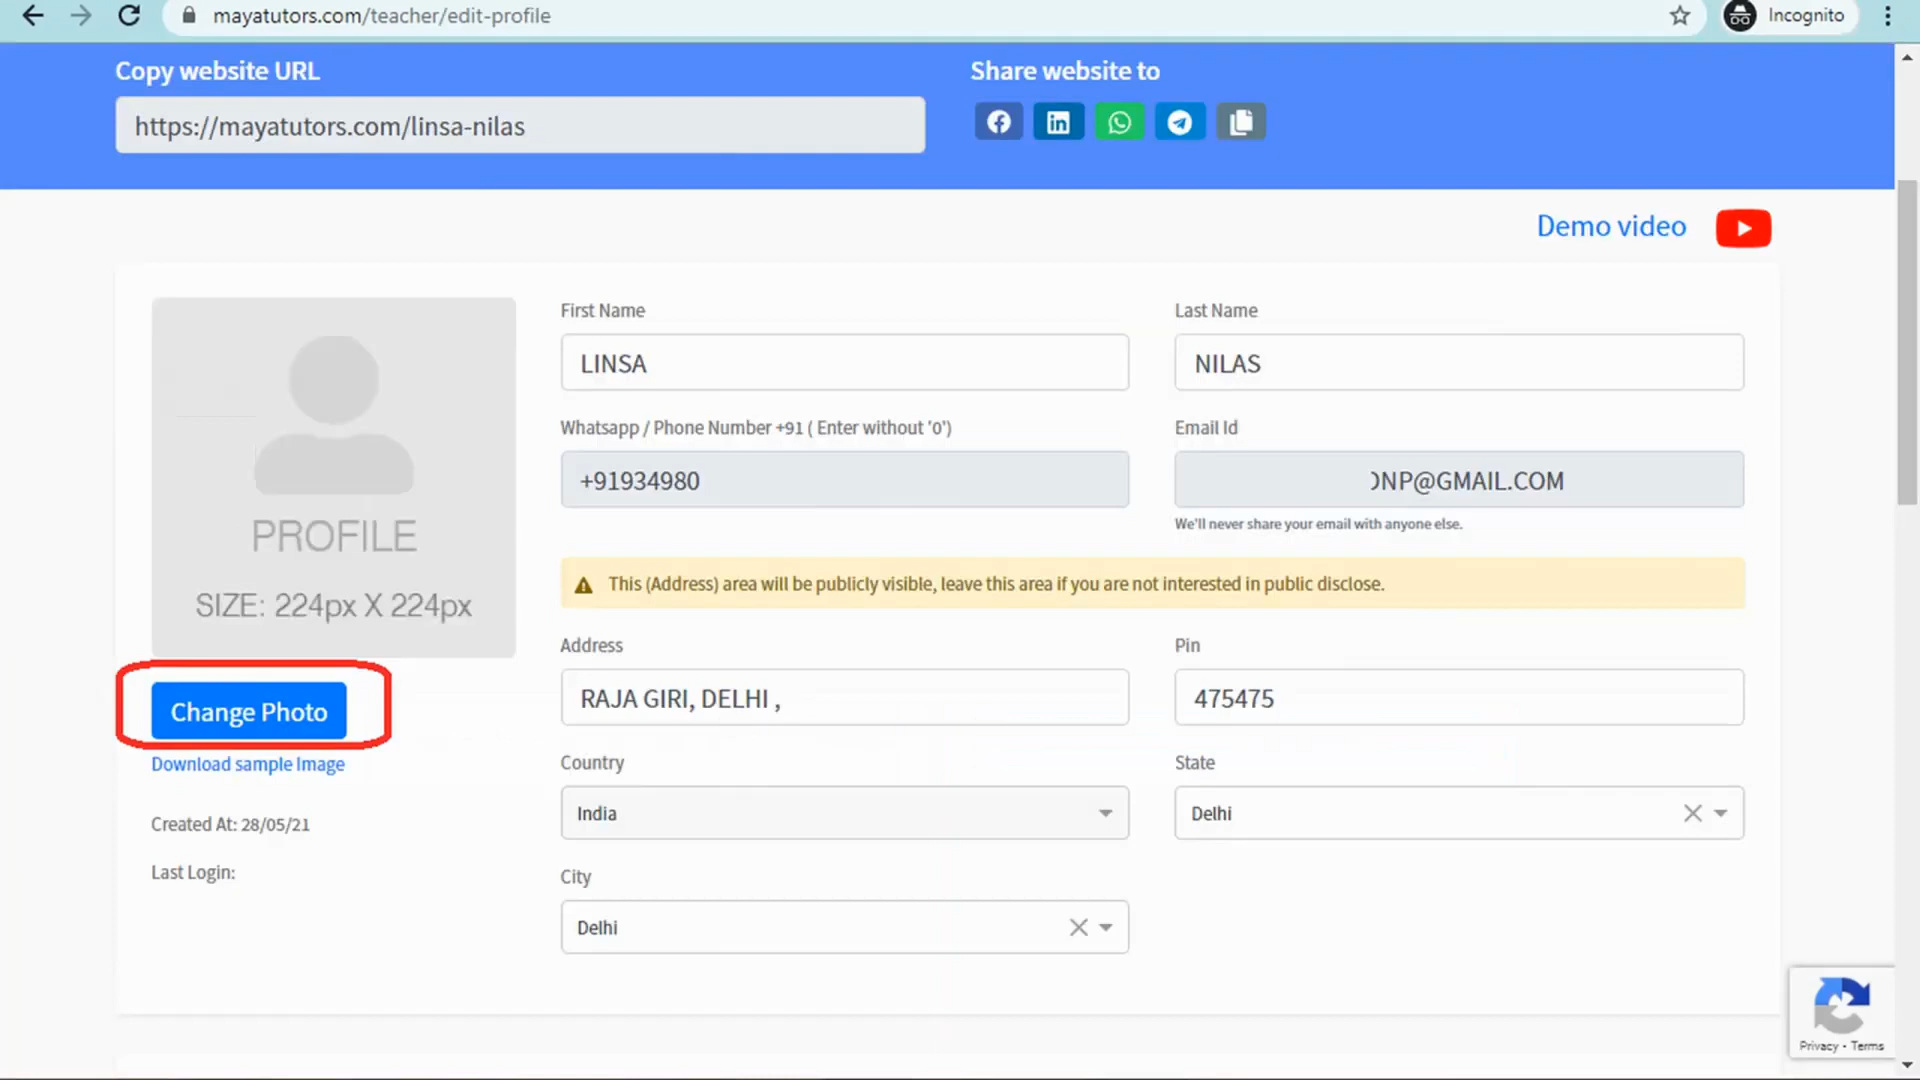 mayatutors.com/teacher/edit-profile
Incognito
Copy website URL
Share website to
https://mayatutors.com/linsa-nilas
Demo video
First Name
Last Name
LINSA
NILAS
Whatsapp / Phone Number +91 ( Enter without '0')
Email Id
+91934980
NP@GMAIL.COM
We'll never share your email with anyone else.
PROFILE
SIZE: 224px X 224px
This (Address) area will be publicly visible, leave this area if you are not interested in public disclose.
Address
Pin
RAJA GIRI, DELHI ,
475475
Change Photo
Download sample Image
Country
State
India
Delhi
Created At: 28/05/21
Last Login:
City
Delhi
Privacy - Terms